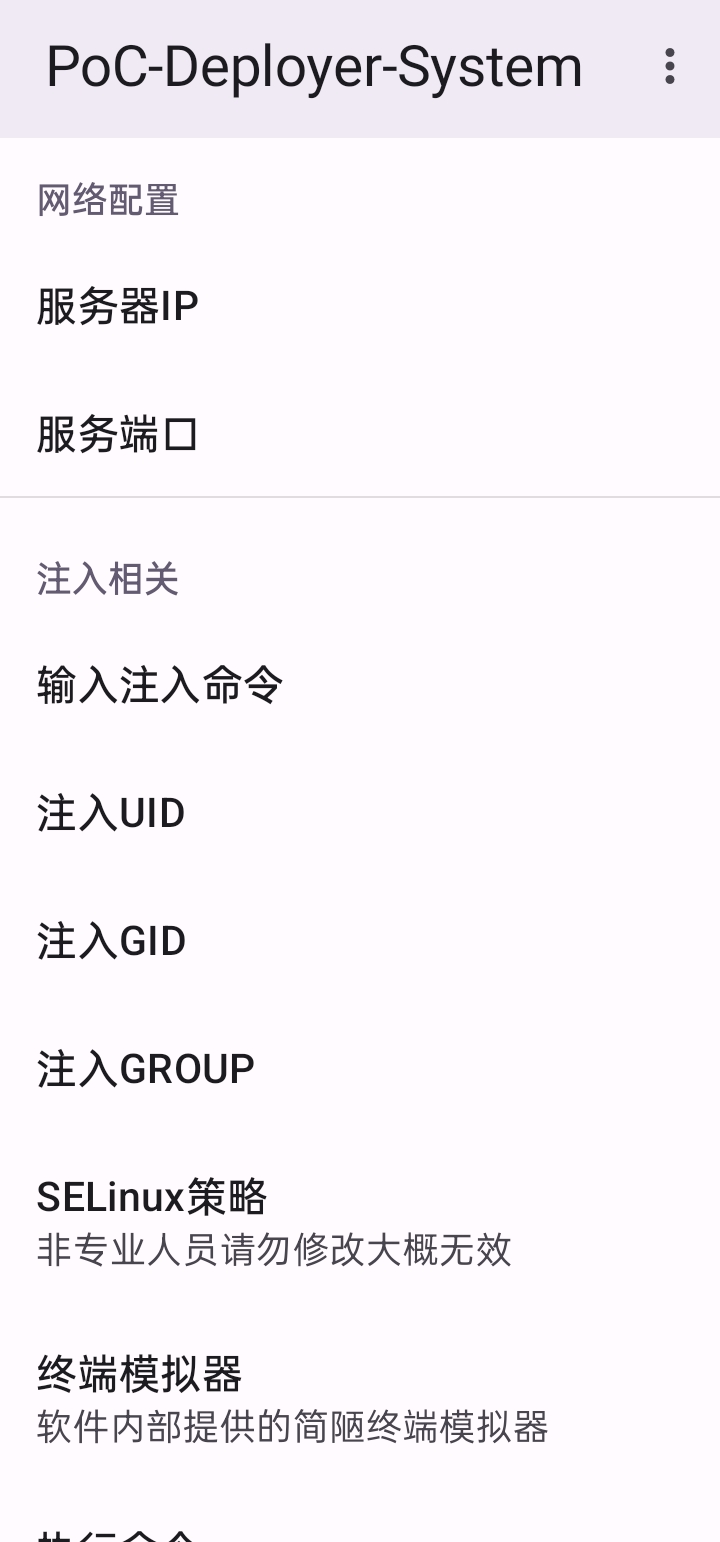 PoC-Deployer-System
网络配置
服务器IP
服务端口
注入相关
输入注入命令
注入UID
注入GID
注入GROUP
SELinux策略
非专业人员请勿修改大概无效
终端模拟器
软件内部提供的简陋终端模拟器
执行命令